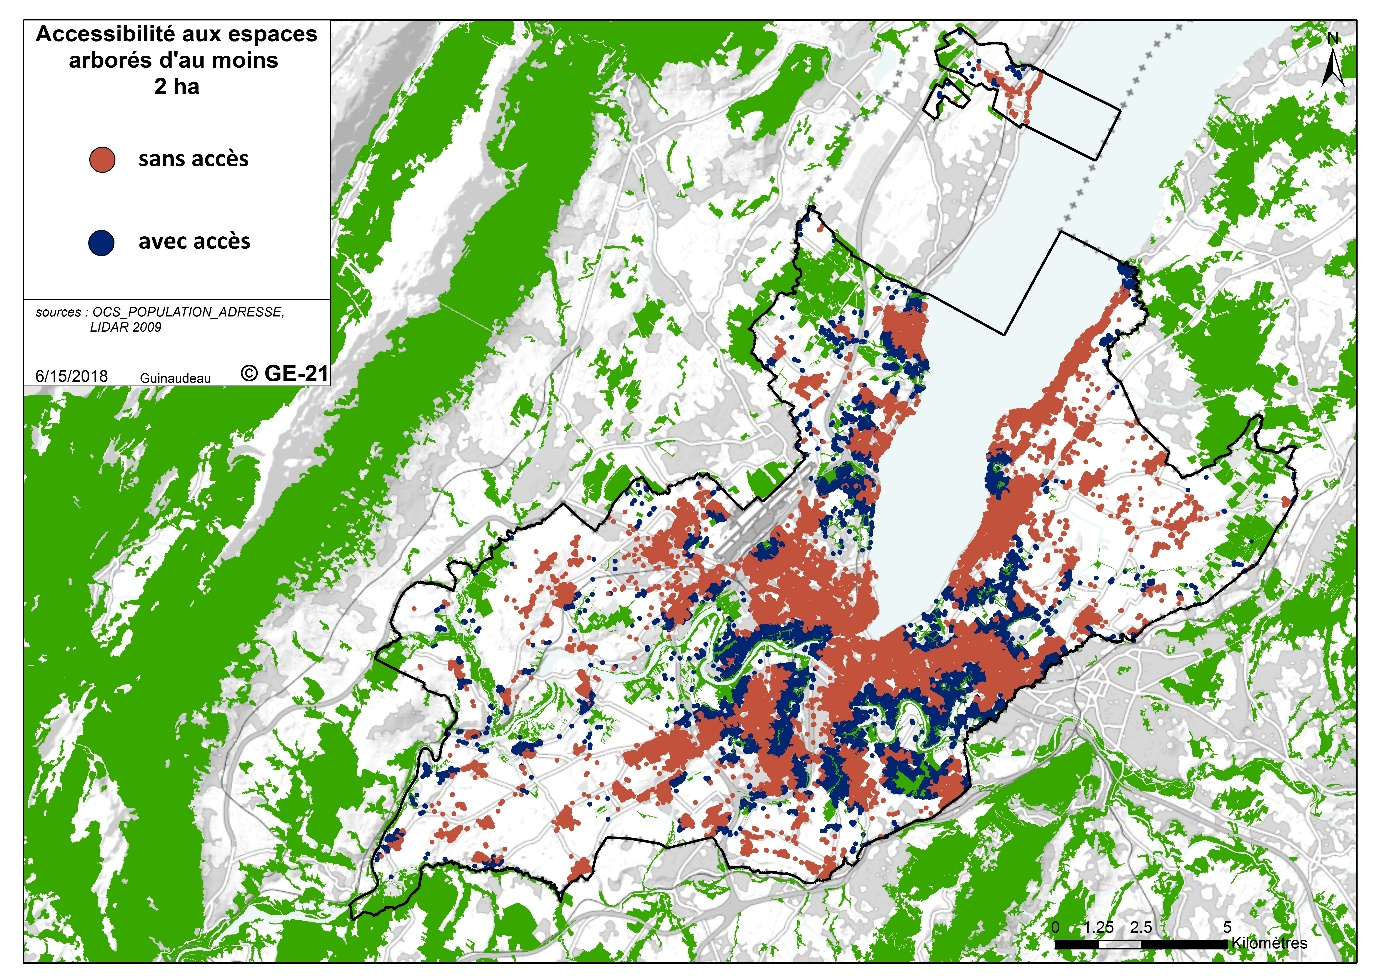 Accessibilité aux espaces
arborés d'au moins
2 ha
sans accès
avec accès
sources : OCS_POPULATION_ADRESSE,
LIDAR 2009
6/15/2018 Guinaudeau © GE-21
N
0 1.25 2.5 5
Kilomètres